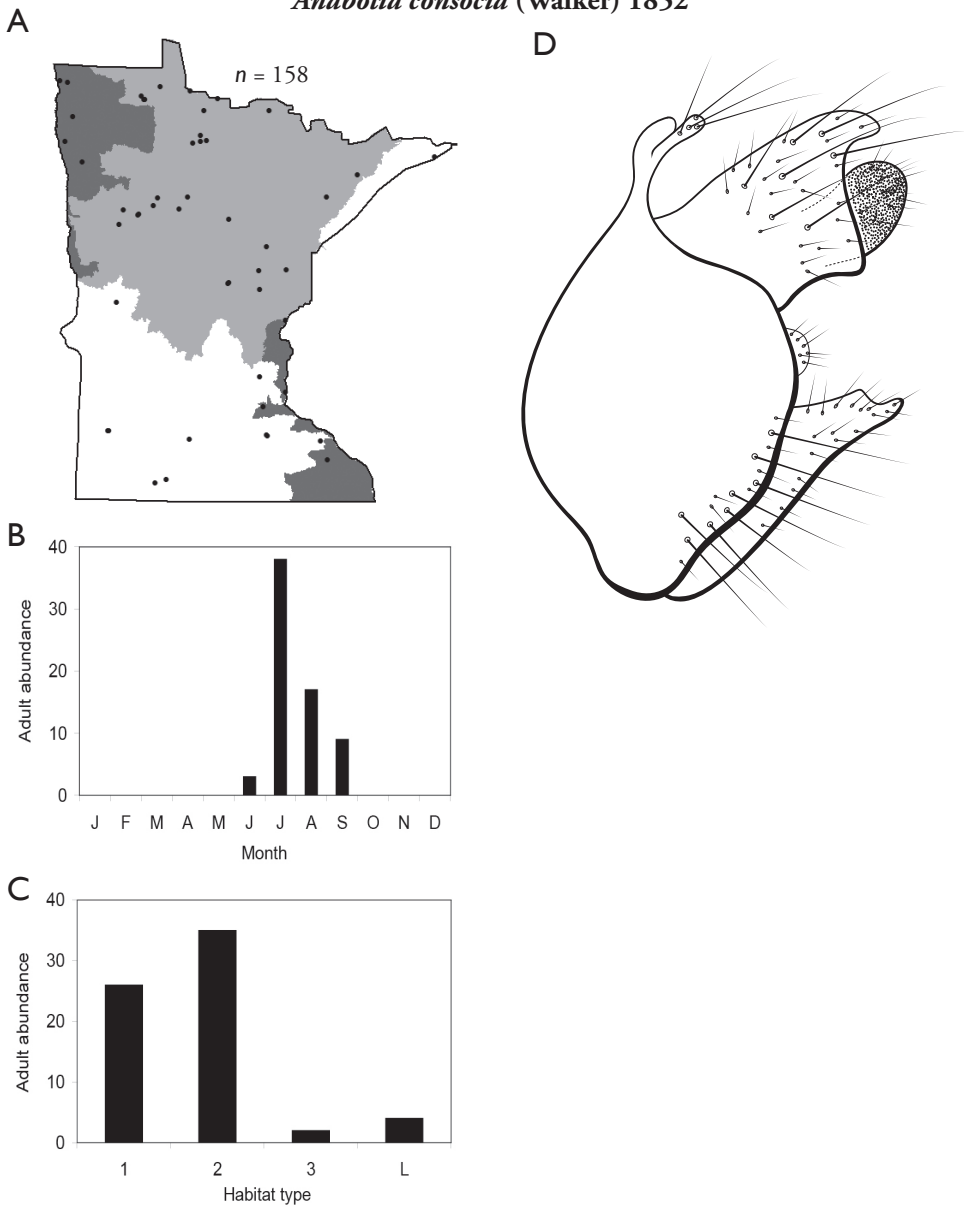 Anabolia consocia (Walker) 1852
A
D
n = 158
B
40
30
20
10
0
Adult abundance
J F M A M J J A S O N D
Month
C
40
30
20
10
0
Adult abundance
1 2 3 L
Habitat type